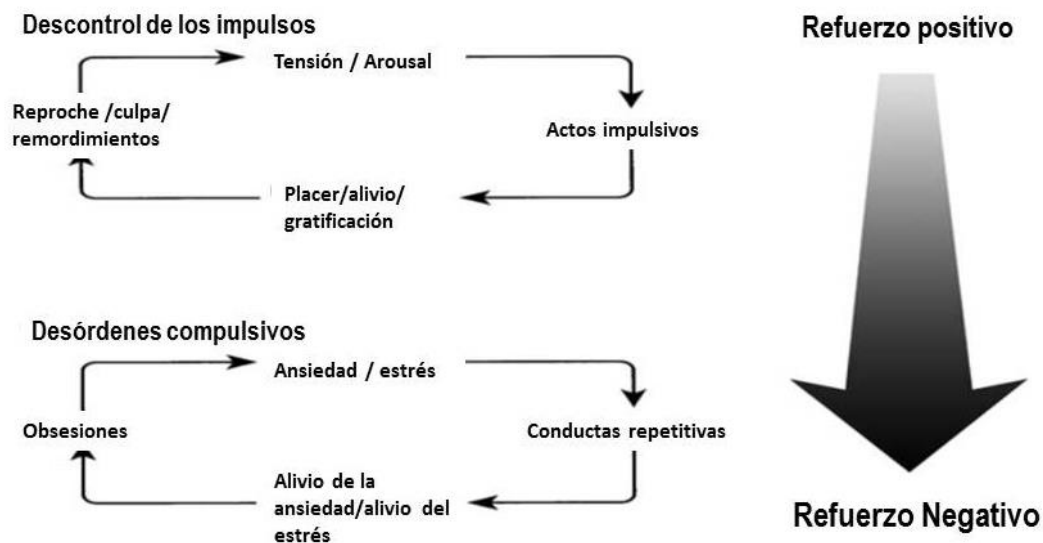 Descontrol de los impulsos
Refuerzo positivo
Tensión / Arousal
Reproche /culpa/
remordimientos
Actos impulsivos
Placer/alivio/
gratificación
Desórdenes compulsivos
Ansiedad / estrés
Obsesiones
Conductas repetitivas
Alivio de la
ansiedad/alivio del
estrés
Refuerzo Negativo